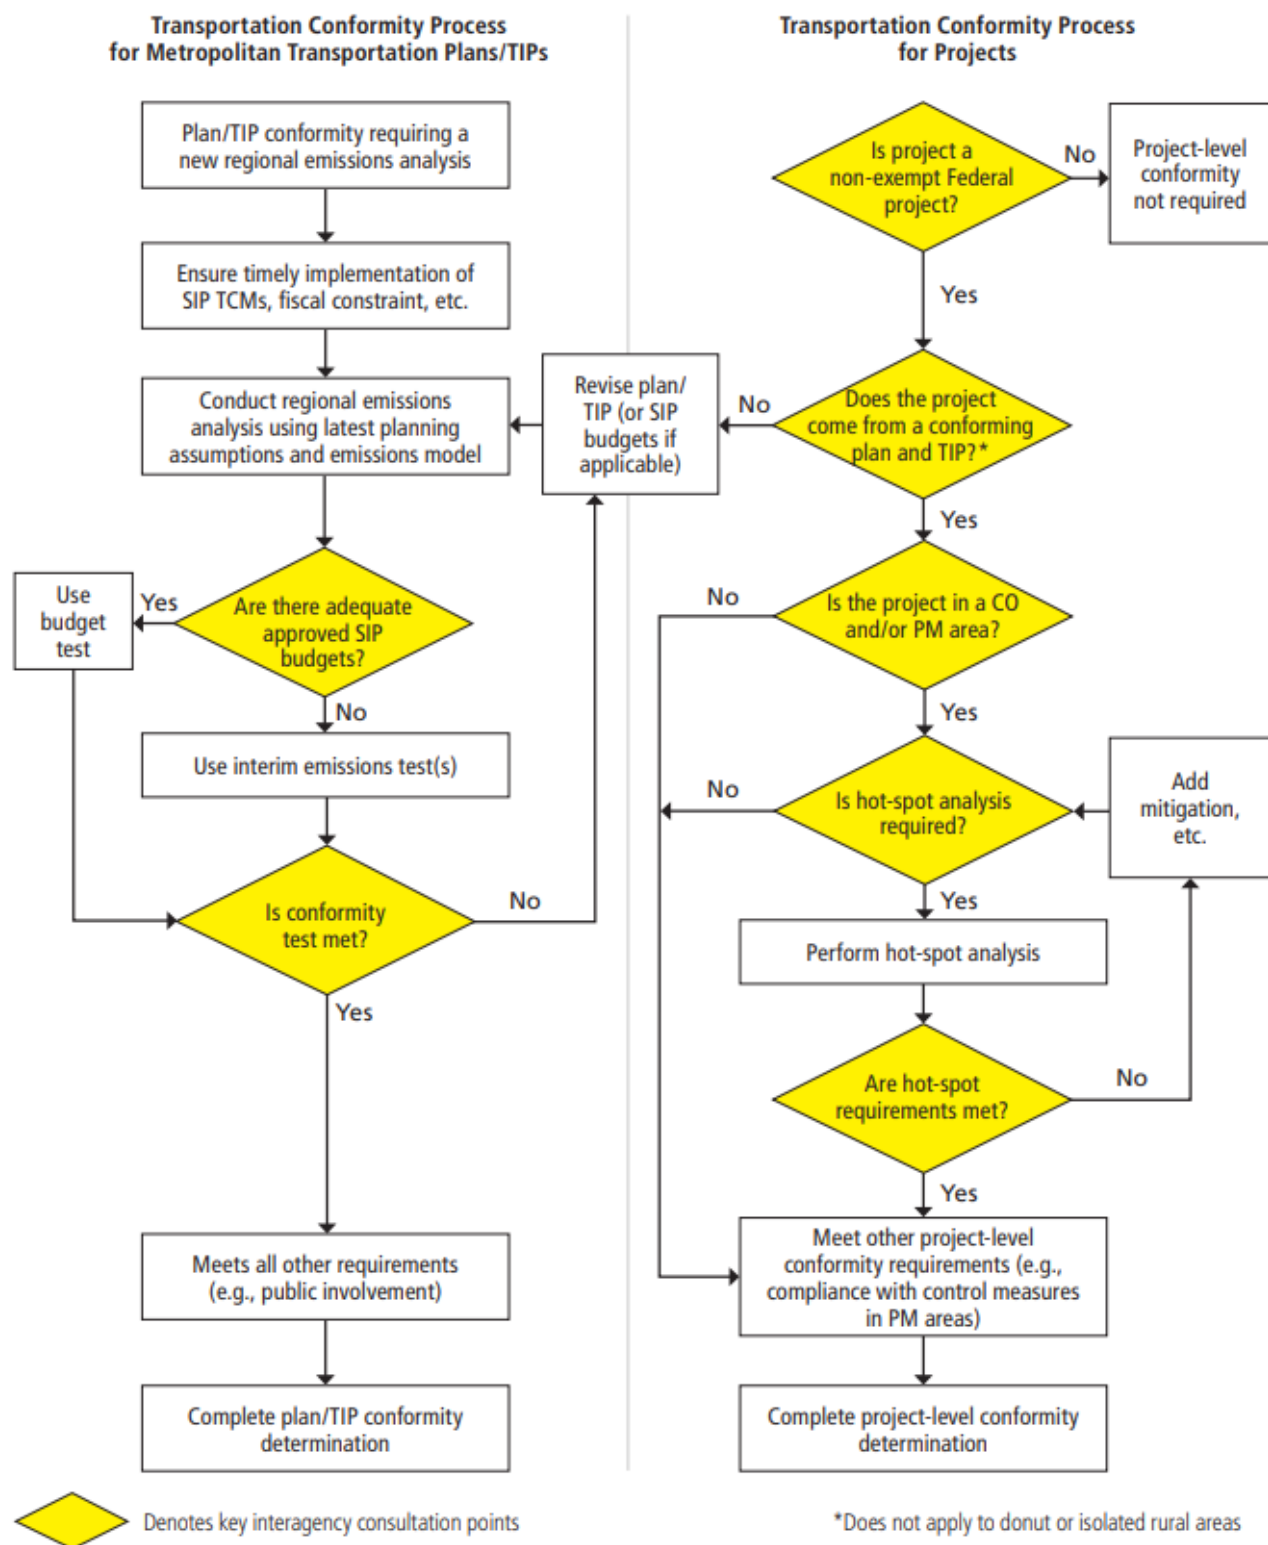 Transportation Conformity Process
for Metropolitan Transportation Plans/TIPs
Plan/TIP conformity requiring a
new regional emissions analysis
Ensure timely implementation of
SIP TCMs, fiscal constraint, etc.
Conduct regional emissions
analysis using latest planning
assumptions and emissions model
Revise plan/
TIP (or SIP
budgets if
applicable)
Are there adequate
approved SIP
budgets?
Yes
Use
budget
test
No
Use interim emissions test(s)
Is conformity
test met?
No
Yes
Meets all other requirements
(e.g., public involvement)
Complete plan/TIP conformity
determination
Transportation Conformity Process
for Projects
Is project a
non-exempt Federal
project?
No
Project-level
conformity
not required
Yes
Does the project
come from a conforming
plan and TIP?*
No
Yes
Is the project in a CO
and/or PM area?
No
Yes
Is hot-spot analysis
required?
No
Add
mitigation,
etc.
Yes
Perform hot-spot analysis
Are hot-spot
requirements met?
No
Yes
Meet other project-level
conformity requirements (e.g.,
compliance with control measures
in PM areas)
Complete project-level conformity
determination
Denotes key interagency consultation points
*Does not apply to donut or isolated rural areas